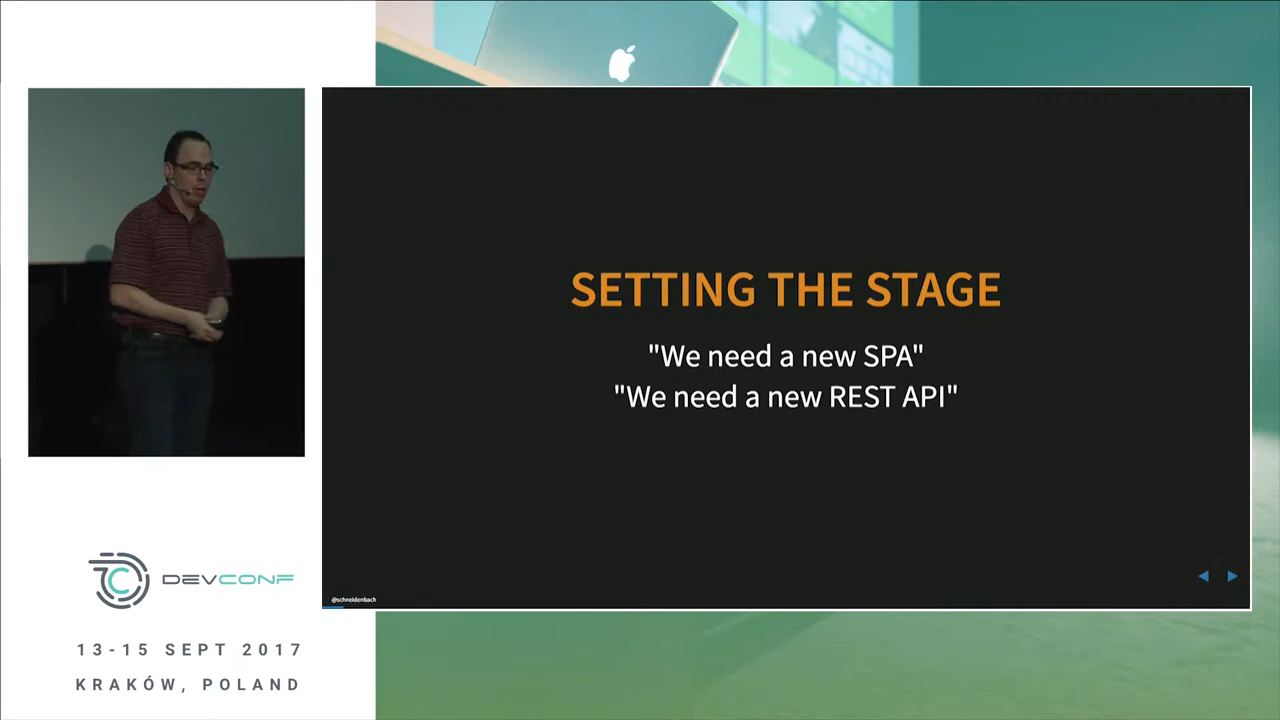 SETTING THE STAGE
"We need a new SPA"
"We need a new REST API"
@schneidenbach
DEVCONF
13-15 SEPT 2017
KRAKÓW, POLAND